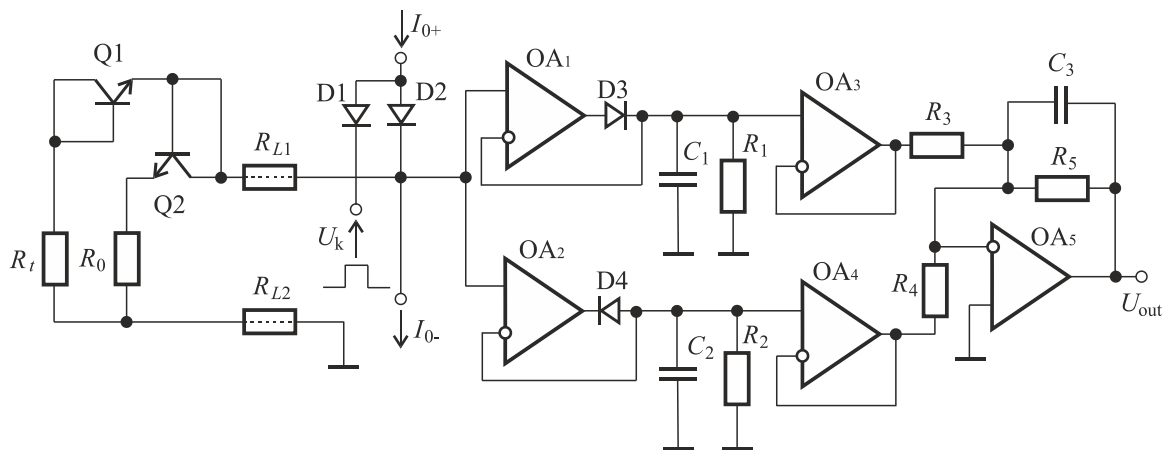 I0+
Q1
D1
D2
OA1
D3
OA3
C3
R3
RL1
C1
R1
R5
Q2
Uk
OA2
D4
OA4
OA5
Rt
R0
RL2
R4
I0-
C2
R2
Uout